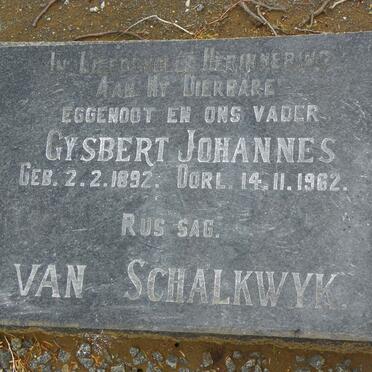 IN LIEFDEVOLLE HERINNERING
AAN MY DIERBARE
EGGENOOT EN ONS VADER
GYSBERT JOHANNES
GEB. 2.2.1892. OORL. 14.11.1962.
RUS SAG.
VAN SCHALKWYK